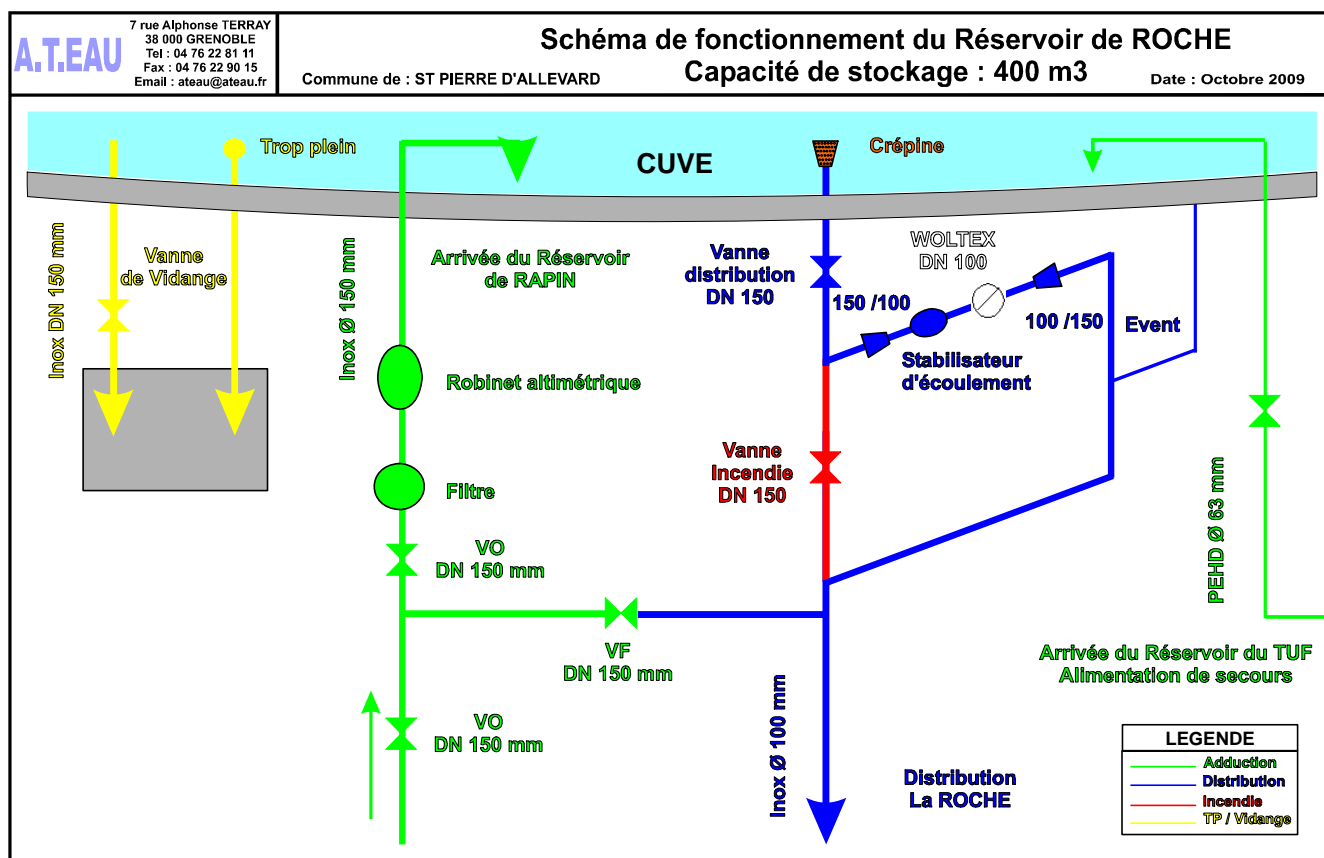 A.T.EAU
7 rue Alphonse TERRAY
38 000 GRENOBLE
Tel : 04 76 22 81 11
Fax : 04 76 22 90 15
Email : ateau@ateau.fr
Schéma de fonctionnement du Réservoir de ROCHE
Commune de : ST PIERRE D'ALLEVARD
Capacité de stockage : 400 m3
Date : Octobre 2009
Trop plein
CUVE
Crépine
Inox DN 150 mm
Vanne
de Vidange
Inox Ø 150 mm
Arrivée du Réservoir
de RAPIN
Vanne
distribution
DN 150
WOLTEX
DN 100
150 /100
100 /150
Event
Stabilisateur
d'écoulement
Robinet altimétrique
Filtre
Vanne
Incendie
DN 150
VO
DN 150 mm
VF
DN 150 mm
VO
DN 150 mm
PEHD Ø 63 mm
Arrivée du Réservoir du TUF
Alimentation de secours
Inox Ø 100 mm
Distribution
La ROCHE
LEGENDE
Adduction
Distribution
Incendie
TP / Vidange